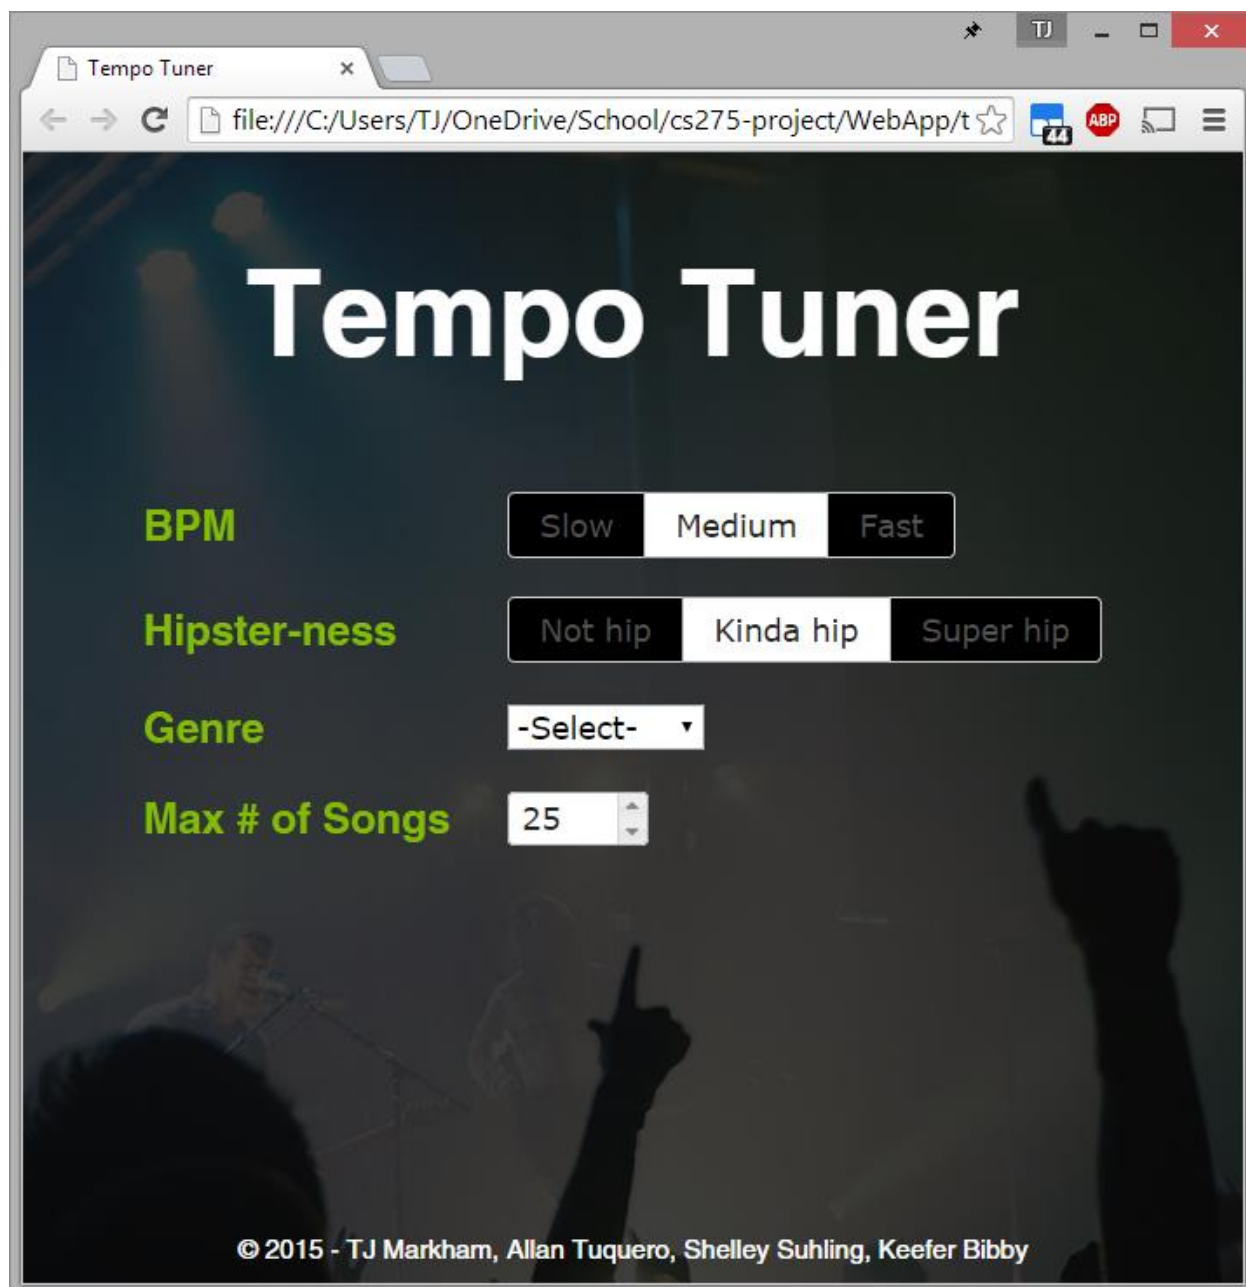 TJ
Tempo Tuner
file:///C:/Users/TJ/OneDrive/School/cs275-project/WebApp/t
44
ABP
Tempo Tuner
BPM Slow Medium Fast
Hipster-ness Not hip Kinda hip Super hip
Genre -Select-
Max # of Songs 25
© 2015 - TJ Markham, Allan Tuquero, Shelley Suhling, Keefer Bibby